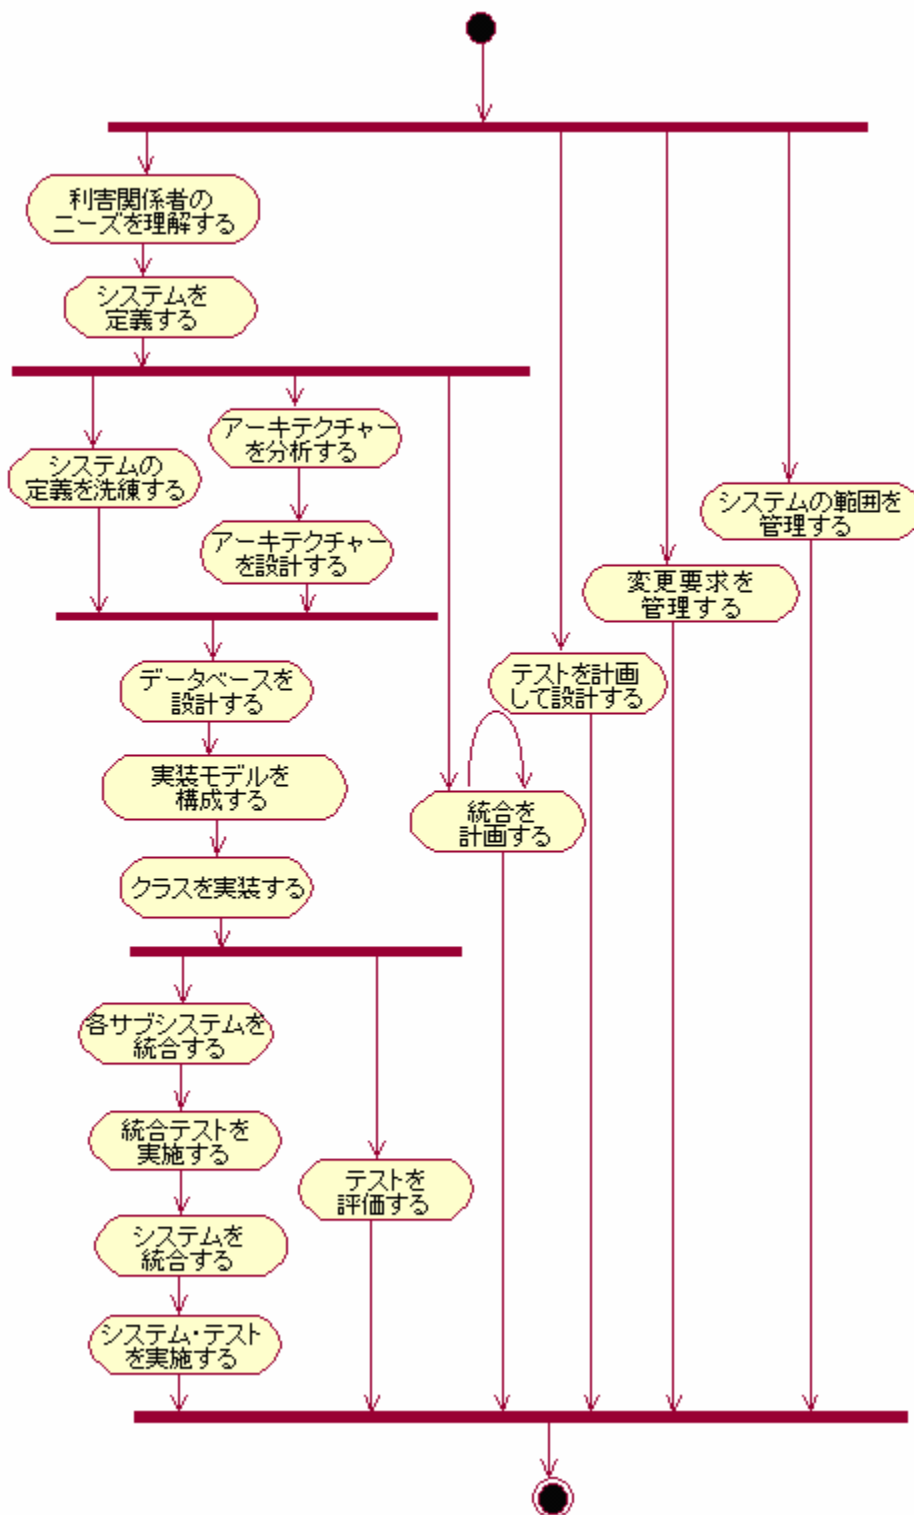 利害関係者の
ニーズを理解する
システムを
定義する
アーキテクチャー
を分析する
システムの
定義を洗練する
システムの範囲を
管理する
アーキテクチャー
を設計する
変更要求を
管理する
データベースを
設計する
テストを計画
して設計する
実装モデルを
構成する
統合を
計画する
クラスを実装する
各サブシステムを
統合する
統合テストを
実施する
テストを
評価する
システムを
統合する
システム・テスト
を実施する